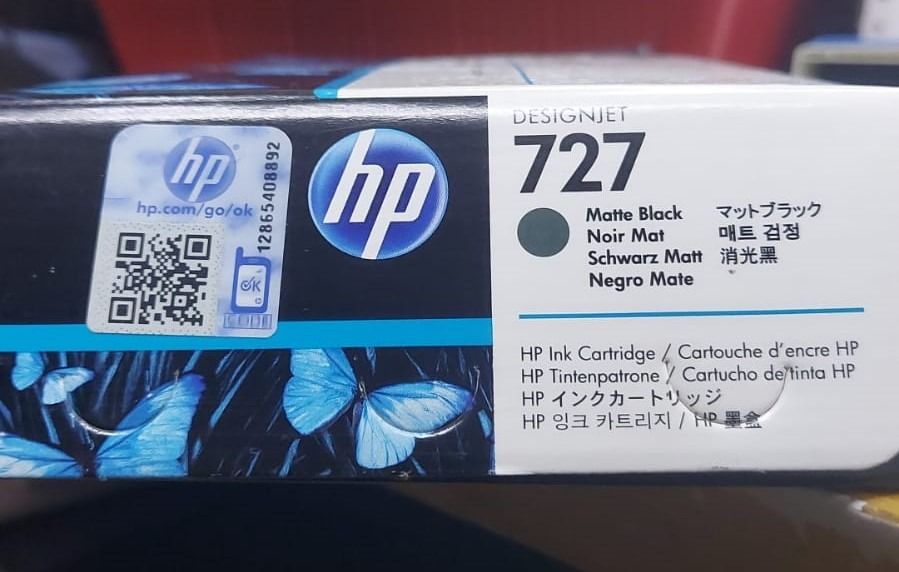 hp
hp.com/go/ok
12865408892
OK
hp
DESIGNJET
727
Matte Black マットブラック
Noir Mat 매트 검정
Schwarz Matt 消光黑
Negro Mate
HP Ink Cartridge / Cartouche d'encre HP
HP Tintenpatrone / Cartucho de tinta HP
HP インクカートリッジ
HP 잉크 카트리지 / HP 墨盒